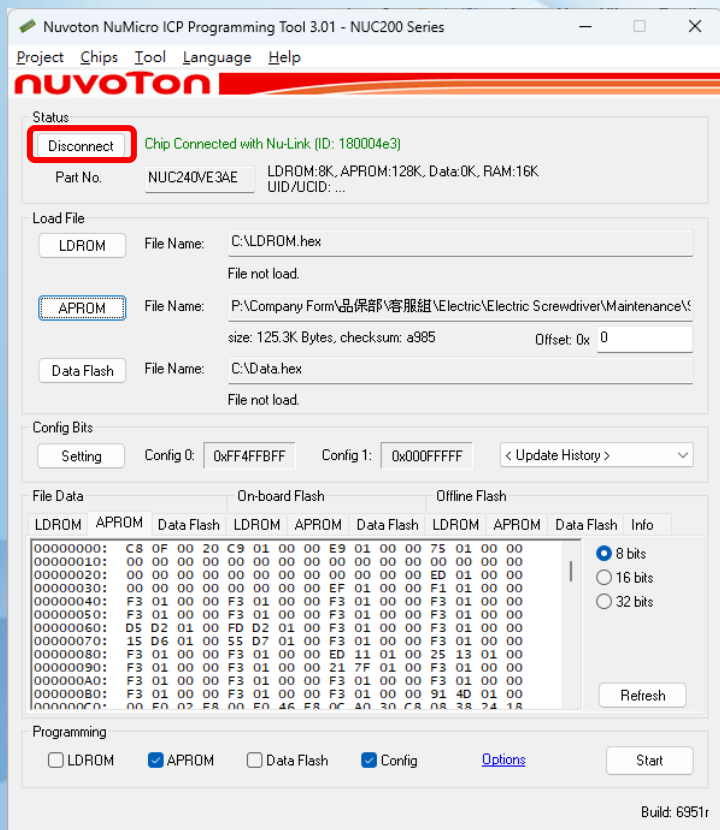 Nuvoton NuMicro ICP Programming Tool 3.01 - NUC200 Series
Project Chips Tool Language Help
nuvoTon
Status
Disconnect Chip Connected with Nu-Link (ID: 180004e3)
Part No. NUC240VE3AE LDROM:8K, APROM:128K, Data:0K, RAM:16K
UID/UCID: ...
Load File
LDROM File Name: C:\LDROM.hex
File not load.
APROM File Name: P:\Company Form\品保部\客服組\Electric\Electric Screwdriver\Maintenance\S
size: 125.3K Bytes, checksum: a985 Offset: 0x 0
Data Flash File Name: C:\Data.hex
File not load.
Config Bits
Setting Config 0: 0xFF4FFBFF Config 1: 0x000FFFFF < Update History >
File Data On-board Flash Offline Flash
LDROM APROM Data Flash LDROM APROM Data Flash LDROM APROM Data Flash Info
00000000: C8 0F 00 20 C9 01 00 00 E9 01 00 00 75 01 00 00
00000010: 00 00 00 00 00 00 00 00 00 00 00 00 00 00 00 00
00000020: 00 00 00 00 00 00 00 00 00 00 00 00 ED 01 00 00
00000030: 00 00 00 00 00 00 00 00 EF 01 00 00 F1 01 00 00
00000040: F3 01 00 00 F3 01 00 00 F3 01 00 00 F3 01 00 00
00000050: F3 01 00 00 F3 01 00 00 F3 01 00 00 F3 01 00 00
00000060: D5 D2 01 00 FD D2 01 00 F3 01 00 00 F3 01 00 00
00000070: 15 D6 01 00 55 D7 01 00 F3 01 00 00 F3 01 00 00
00000080: F3 01 00 00 F3 01 00 00 ED 11 01 00 25 13 01 00
00000090: F3 01 00 00 F3 01 00 00 21 7F 01 00 F3 01 00 00
000000A0: F3 01 00 00 F3 01 00 00 F3 01 00 00 F3 01 00 00
000000B0: F3 01 00 00 F3 01 00 00 F3 01 00 00 91 4D 01 00
000000C0: 00 F0 02 F8 00 F0 46 F8 0C A0 30 C8 08 38 24 18
8 bits
16 bits
32 bits
Refresh
Programming
LDROM APROM Data Flash Config Options Start
Build: 6951r